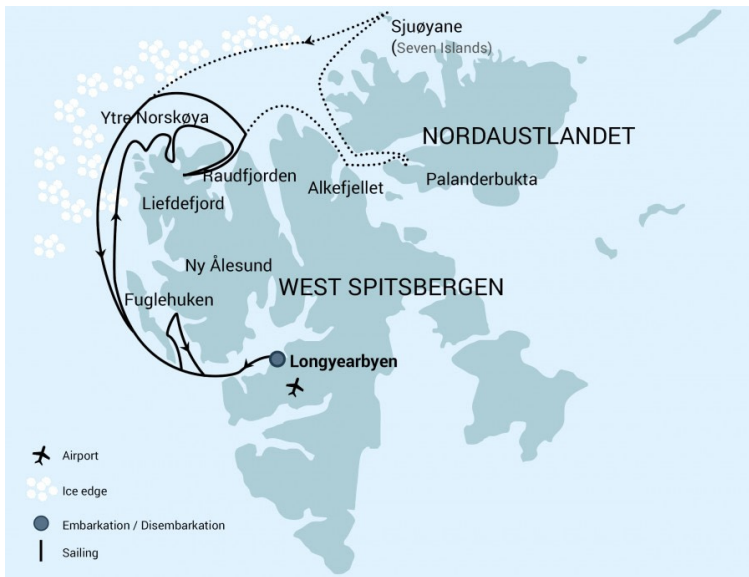 Sjuøyane
(Seven Islands)
Ytre Norskøya
NORDAUSTLANDET
Raudfjorden
Alkefjellet
Palanderbukta
Liefdefjord
Ny Ålesund
WEST SPITSBERGEN
Fuglehuken
Longyearbyen
Airport
Ice edge
Embarkation / Disembarkation
Sailing